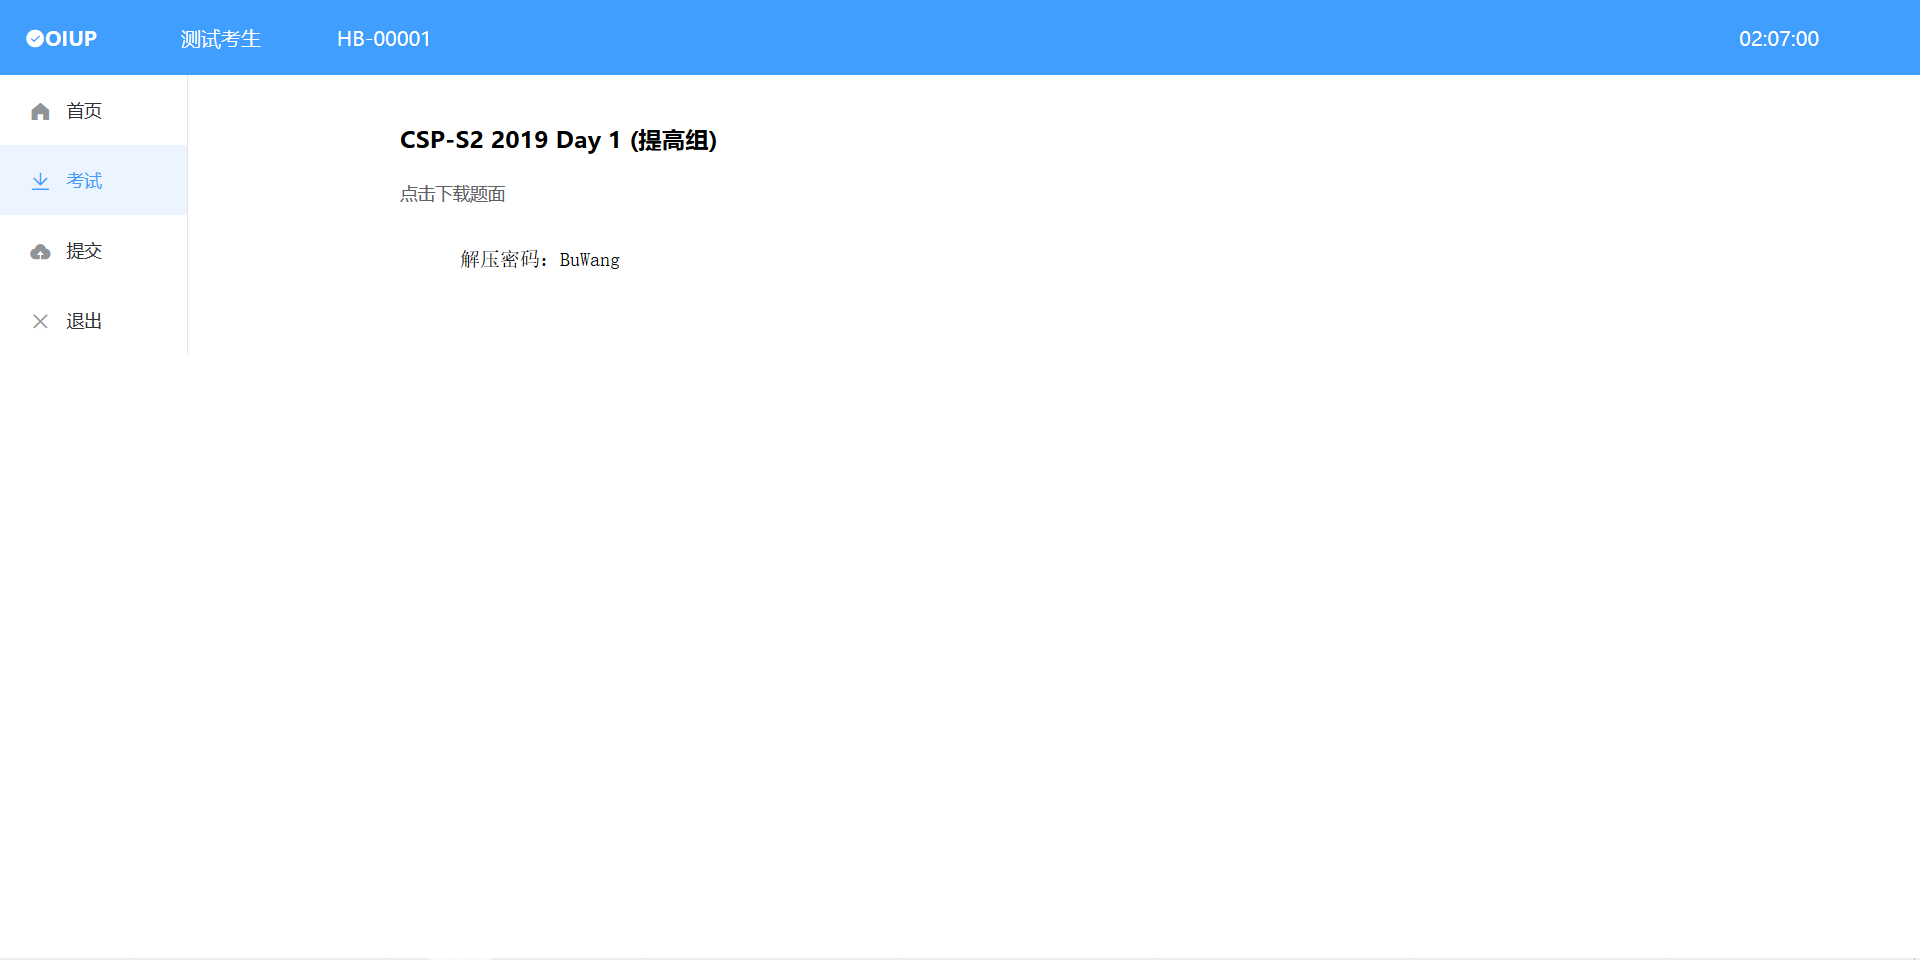 OIUP 测试考生 HB-00001 02:07:00
首页
考试
提交
退出
CSP-S2 2019 Day 1 (提高组)
点击下载题面
解压密码：BuWang